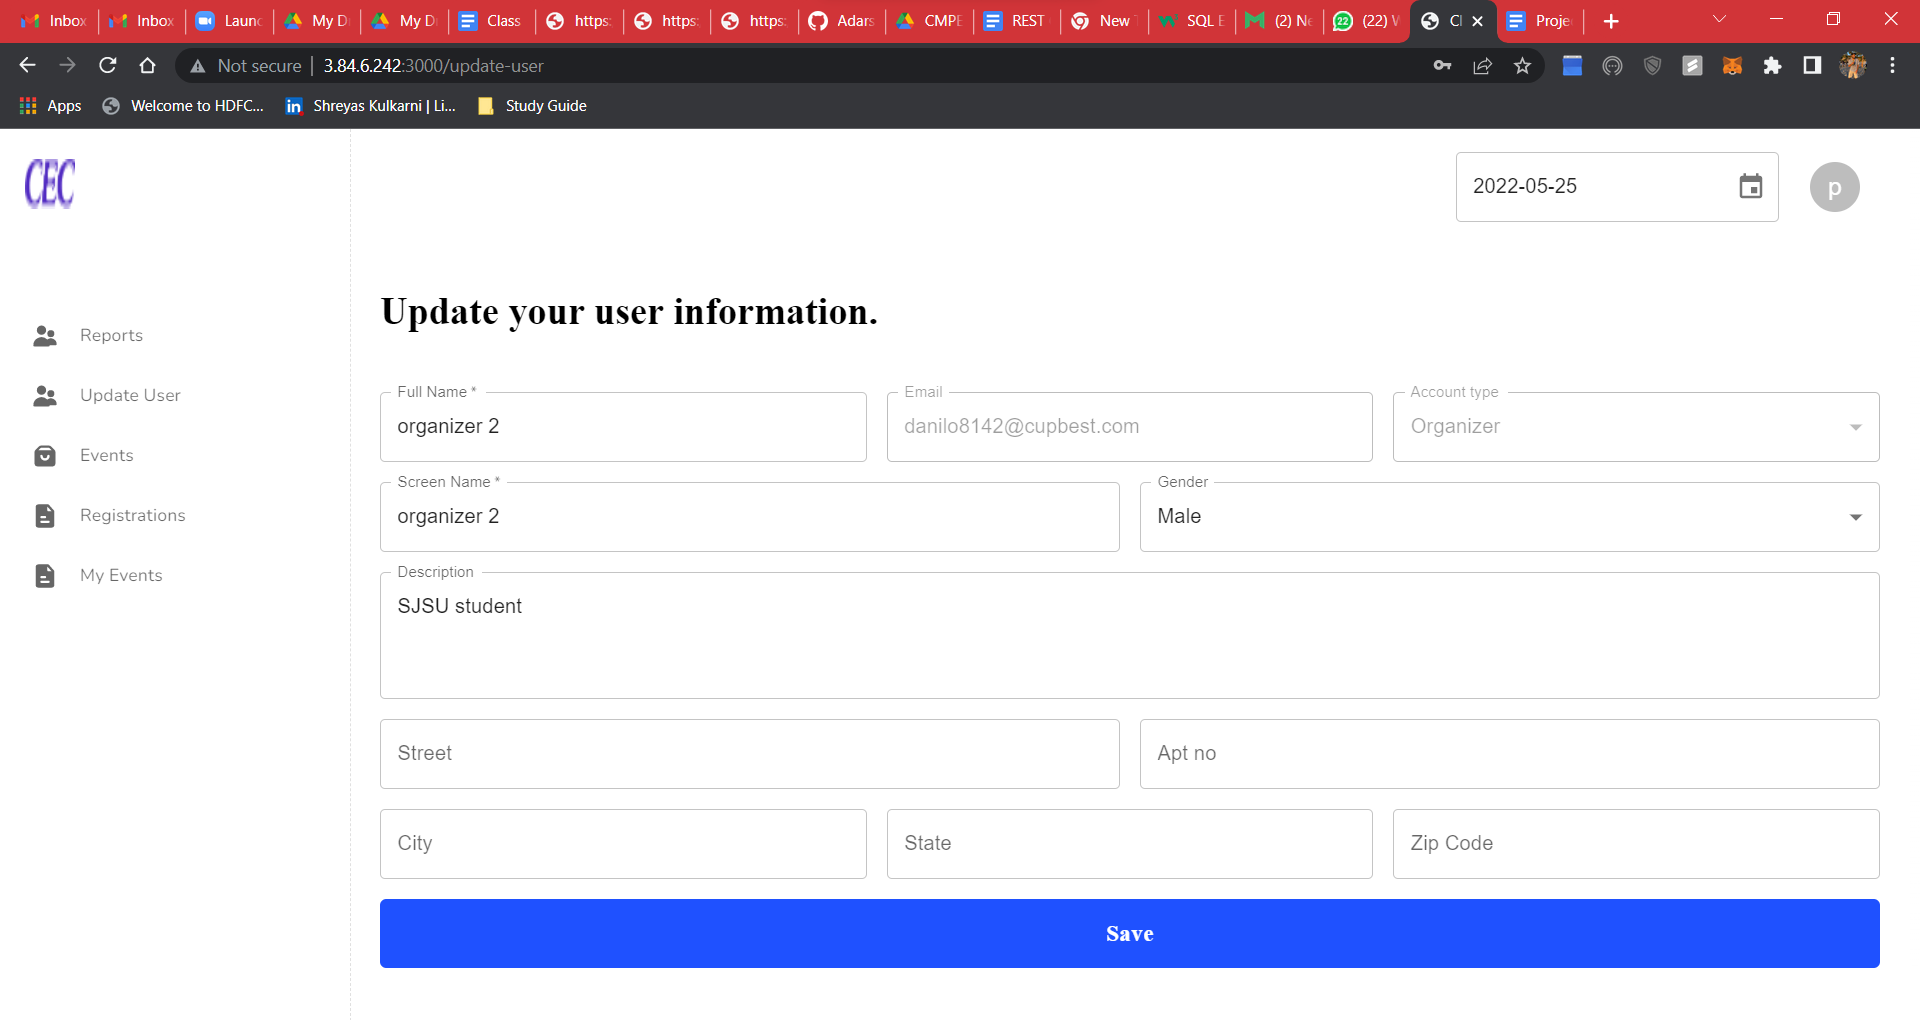 Inbox Inbox Launc My D My D Class https: https: https: Adars CMPE REST New T SQL E (2) Ne 22 (22) W Cl Projec
Not secure 3.84.6.242:3000/update-user
Apps Welcome to HDFC... in Shreyas Kulkarni | Li... Study Guide
CEC
2022-05-25
p
Reports
Update User
Events
Registrations
My Events
Update your user information.
Full Name * Email Account type
organizer 2 danilo8142@cupbest.com Organizer
Screen Name * Gender
organizer 2 Male
Description
SJSU student
Street Apt no
City State Zip Code
Save